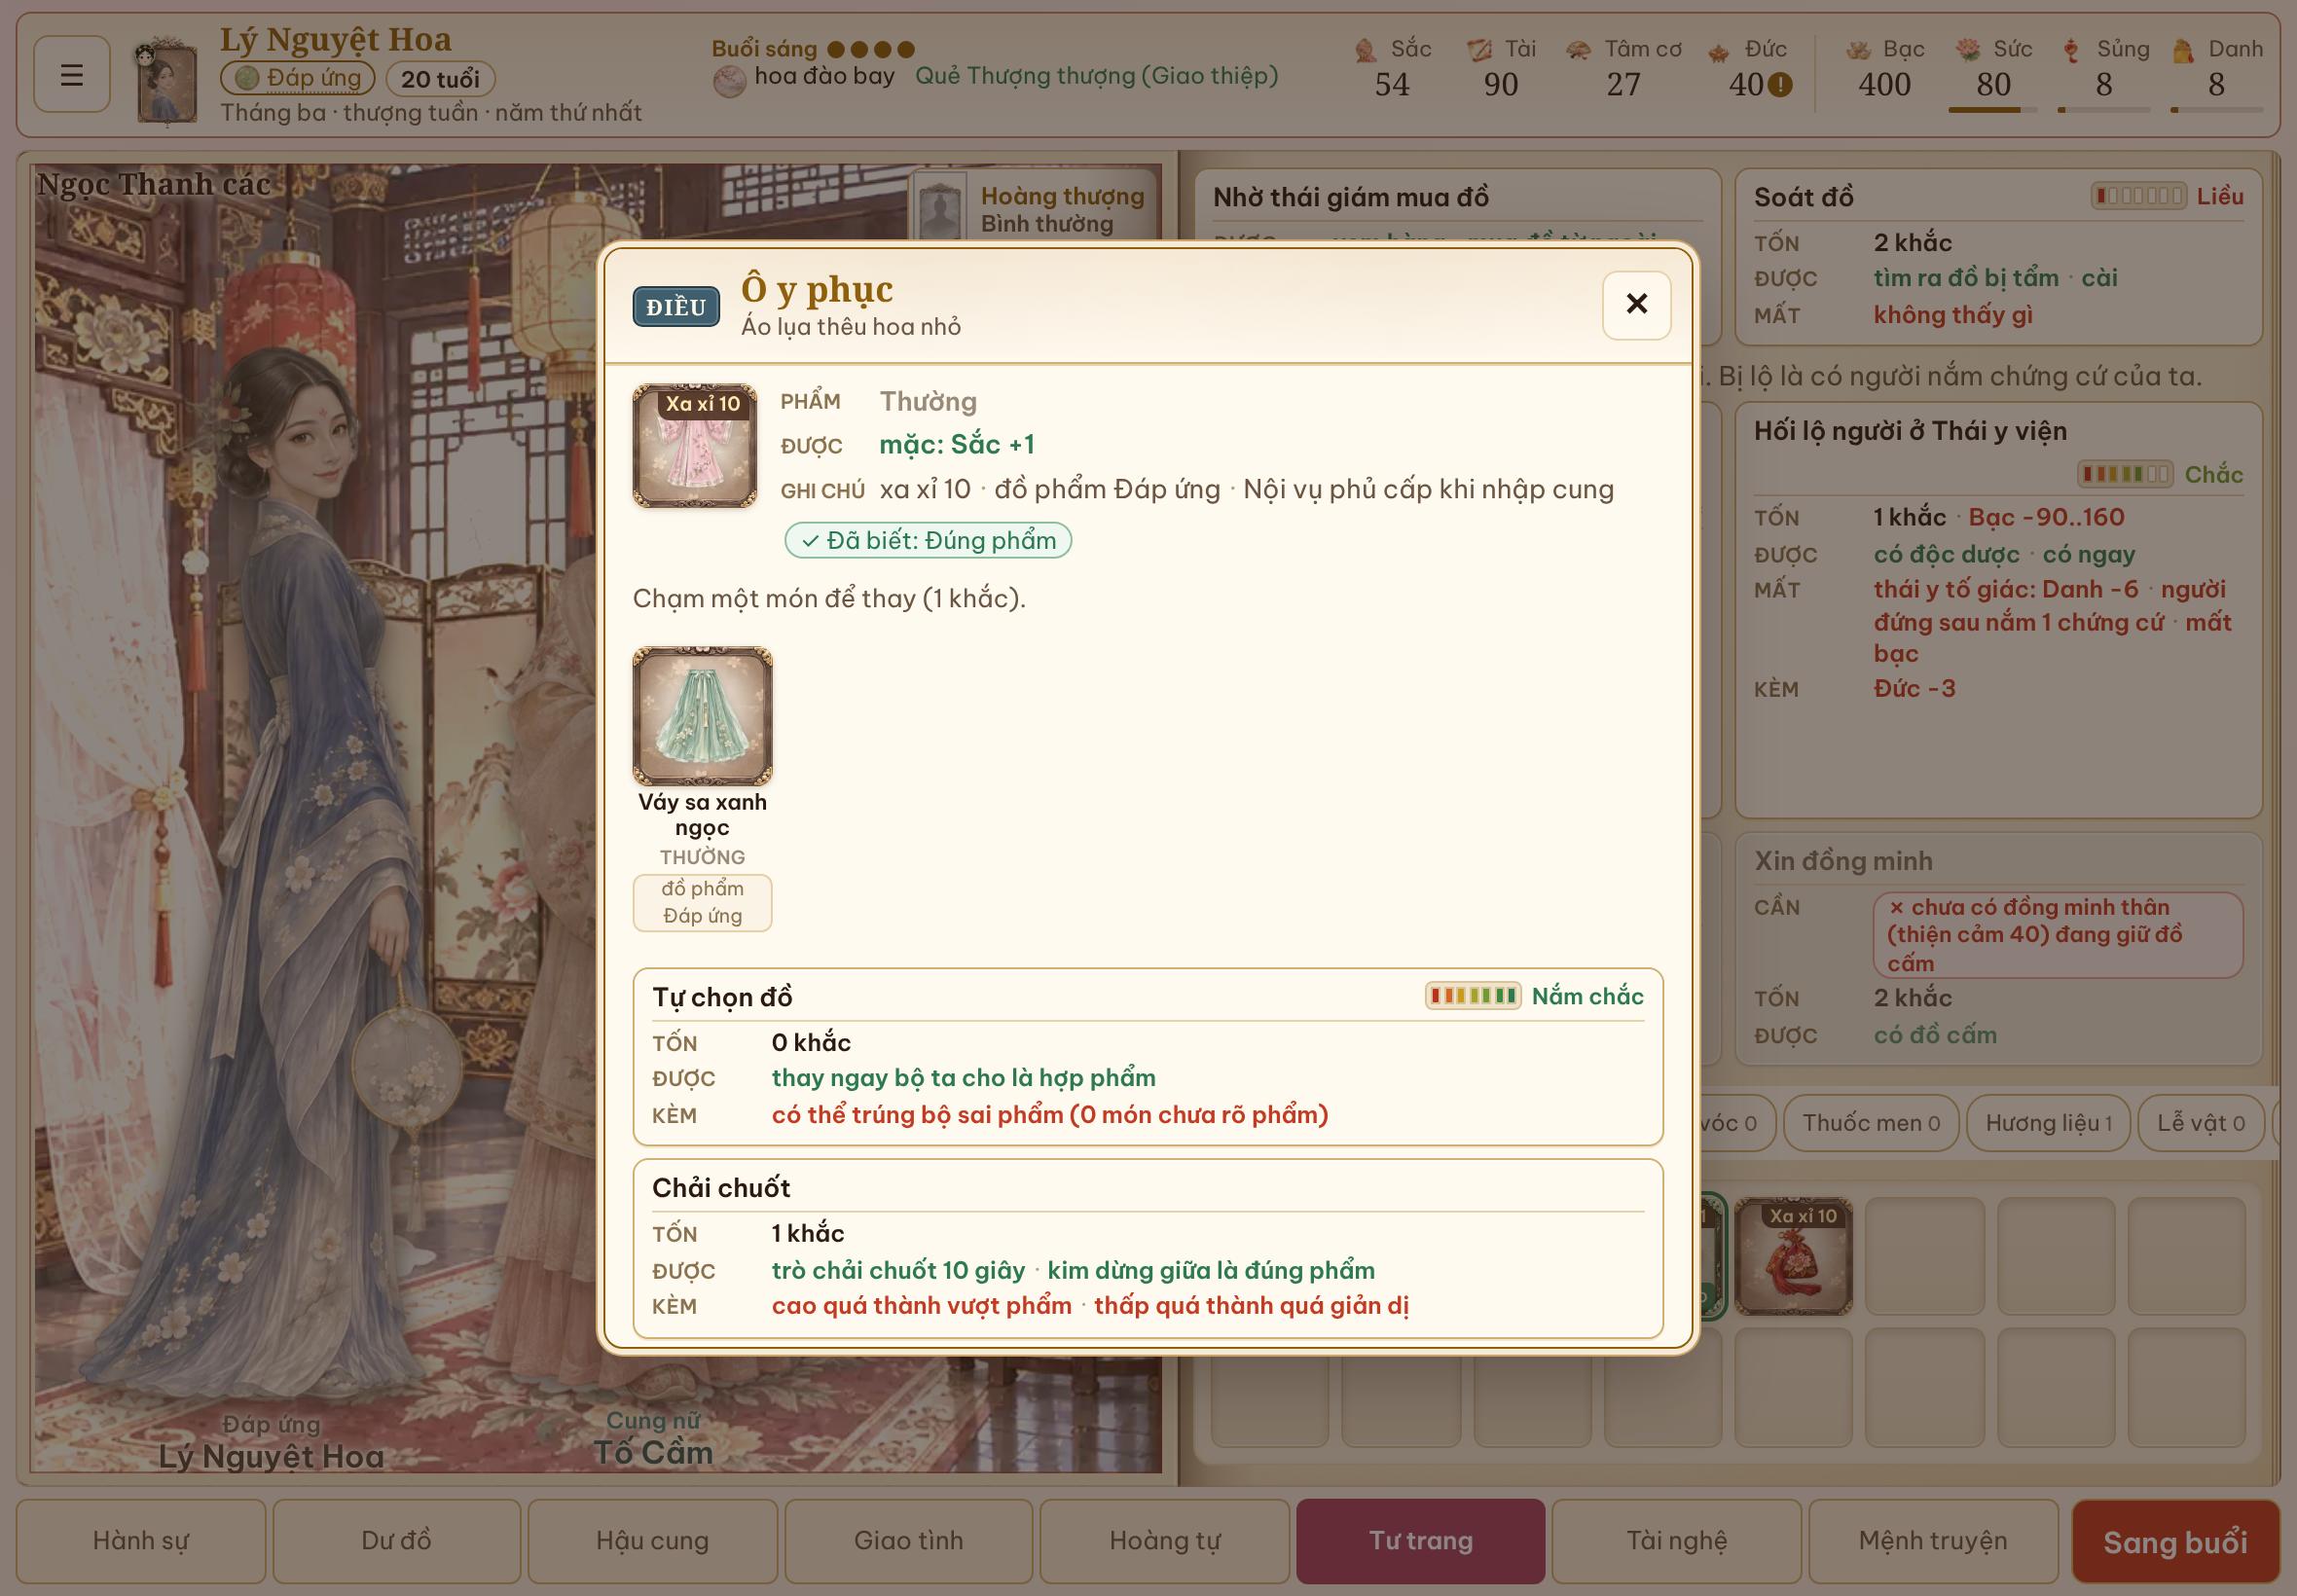 Lý Nguyệt Hoa
Đáp ứng
20 tuổi
Tháng ba · thượng tuần · năm thứ nhất
Buổi sáng
hoa đào bay
Quẻ Thượng thượng (Giao thiệp)
Sắc
54
Tài
90
Tâm cơ
27
Đức
40
!
Bạc
400
Sức
80
Sủng
8
Danh
8
Ngọc Thanh các
Hoàng thượng
Bình thường
Nhờ thái giám mua đồ
Soát đồ
Liều
TỐN
2 khắc
ĐƯỢC
tìm ra đồ bị tẩm · cài
MẤT
không thấy gì
Bị lộ là có người nắm chứng cứ của ta.
Hối lộ người ở Thái y viện
Chắc
TỐN
1 khắc · Bạc -90..160
ĐƯỢC
có độc dược · có ngay
MẤT
thái y tố giác: Danh -6 · người
đứng sau nắm 1 chứng cứ · mất
bạc
KÈM
Đức -3
Xin đồng minh
CẦN
× chưa có đồng minh thân
(thiện cảm 40) đang giữ đồ
cấm
TỐN
2 khắc
ĐƯỢC
có đồ cấm
vóc 0
Thuốc men 0
Hương liệu 1
Lễ vật 0
Xa xỉ 10
ĐIỀU
Ô y phục
Áo lụa thêu hoa nhỏ
×
Xa xỉ 10
PHẨM
Thường
ĐƯỢC
mặc: Sắc +1
GHI CHÚ
xa xỉ 10 · đồ phẩm Đáp ứng · Nội vụ phủ cấp khi nhập cung
✓ Đã biết: Đúng phẩm
Chạm một món để thay (1 khắc).
Váy sa xanh
ngọc
THƯỜNG
đồ phẩm
Đáp ứng
Tự chọn đồ
Nắm chắc
TỐN
0 khắc
ĐƯỢC
thay ngay bộ ta cho là hợp phẩm
KÈM
có thể trúng bộ sai phẩm (0 món chưa rõ phẩm)
Chải chuốt
TỐN
1 khắc
ĐƯỢC
trò chải chuốt 10 giây · kim dừng giữa là đúng phẩm
KÈM
cao quá thành vượt phẩm · thấp quá thành quá giản dị
Đáp ứng
Lý Nguyệt Hoa
Cung nữ
Tố Cầm
Hành sự
Dư đồ
Hậu cung
Giao tình
Hoàng tự
Tư trang
Tài nghệ
Mệnh truyện
Sang buổi